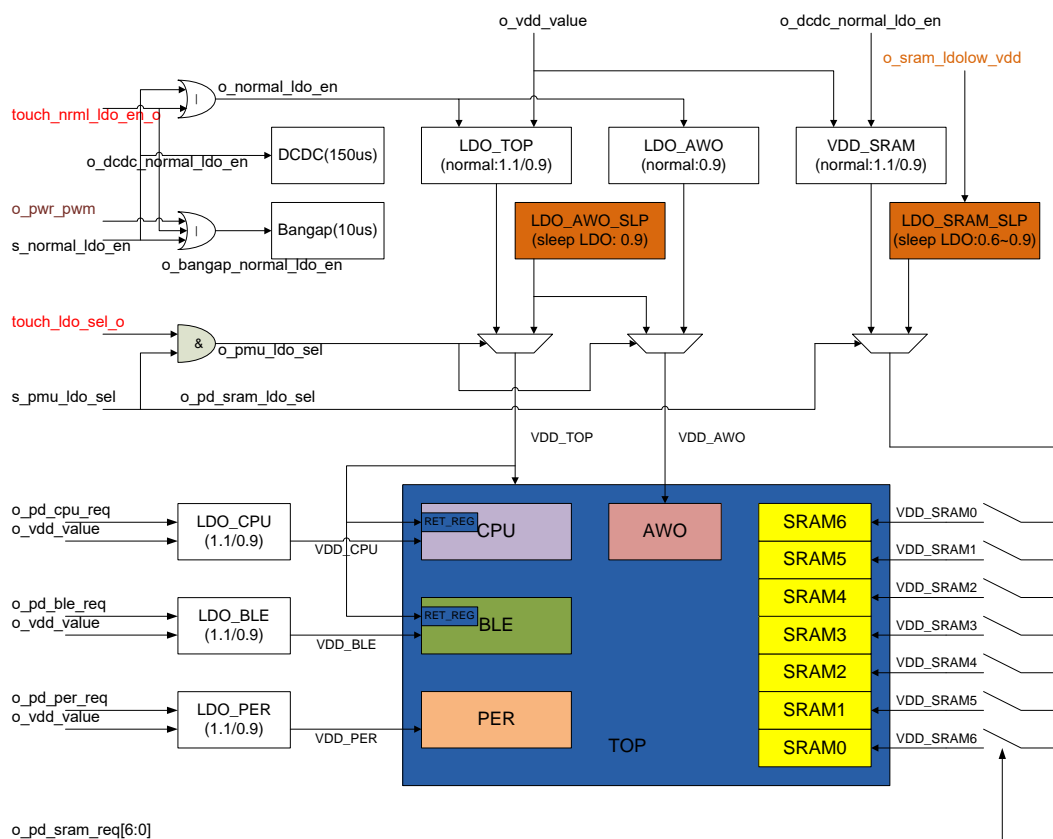 o_vdd_value
o_dcdc_normal_ldo_en
o_sram_ldolow_vdd
o_normal_ldo_en
|
touch_nrml_ldo_en_o
LDO_TOP
(normal:1.1/0.9)
LDO_AWO
(normal:0.9)
VDD_SRAM
(normal:1.1/0.9)
o_dcdc_normal_ldo_en
DCDC(150us)
o_pwr_pwm
|
Bangap(10us)
s_normal_ldo_en
o_bangap_normal_ldo_en
LDO_AWO_SLP
(sleep LDO: 0.9)
LDO_SRAM_SLP
(sleep LDO:0.6~0.9)
touch_ldo_sel_o
&
o_pmu_ldo_sel
s_pmu_ldo_sel
o_pd_sram_ldo_sel
VDD_TOP
VDD_AWO
o_pd_cpu_req
o_vdd_value
LDO_CPU
(1.1/0.9)
VDD_CPU
RET_REG
CPU
AWO
SRAM6
VDD_SRAM0
SRAM5
VDD_SRAM1
o_pd_ble_req
o_vdd_value
LDO_BLE
(1.1/0.9)
VDD_BLE
RET_REG
BLE
SRAM4
VDD_SRAM2
SRAM3
VDD_SRAM3
SRAM2
VDD_SRAM4
o_pd_per_req
o_vdd_value
LDO_PER
(1.1/0.9)
VDD_PER
PER
SRAM1
VDD_SRAM5
SRAM0
VDD_SRAM6
TOP
o_pd_sram_req[6:0]